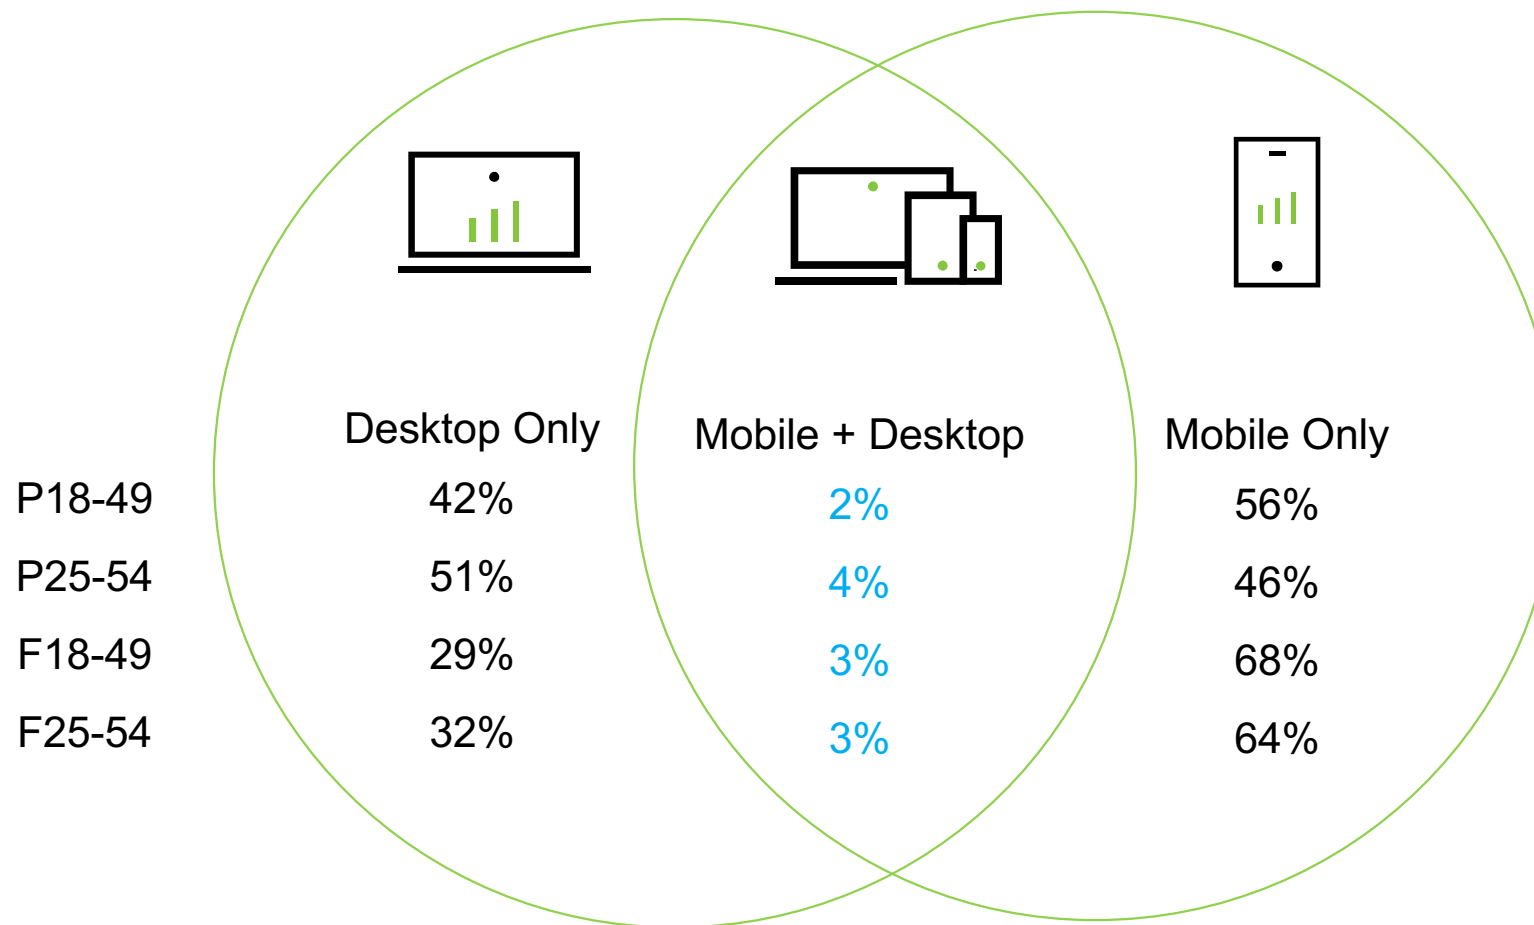 Desktop Only Mobile + Desktop Mobile Only
P18-49 42% 2% 56%
P25-54 51% 4% 46%
F18-49 29% 3% 68%
F25-54 32% 3% 64%